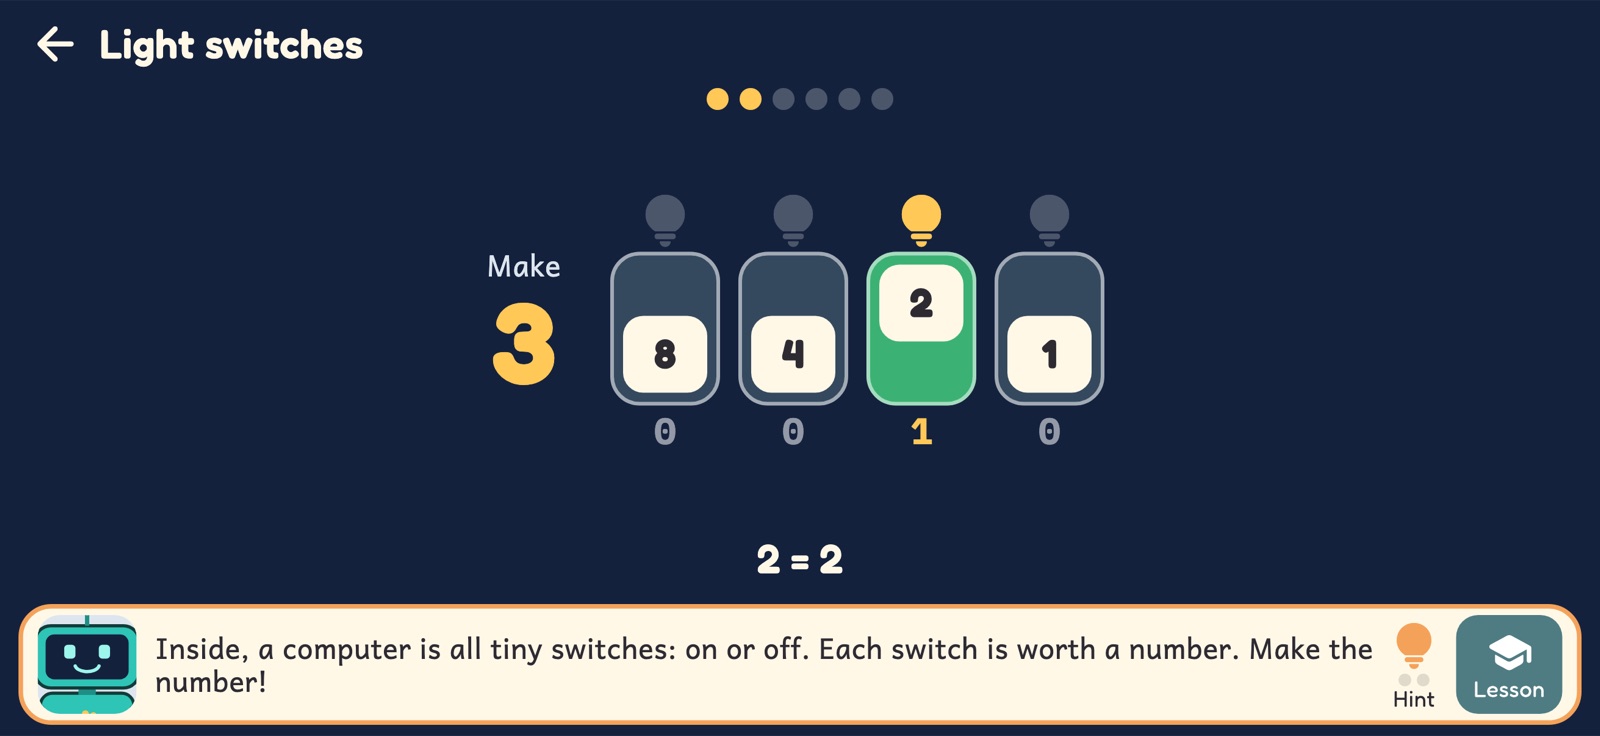 Light switches
Make
3
8 4 2 1
0 0 1 0
2 = 2
Inside, a computer is all tiny switches: on or off. Each switch is worth a number. Make the
number!
Hint
Lesson